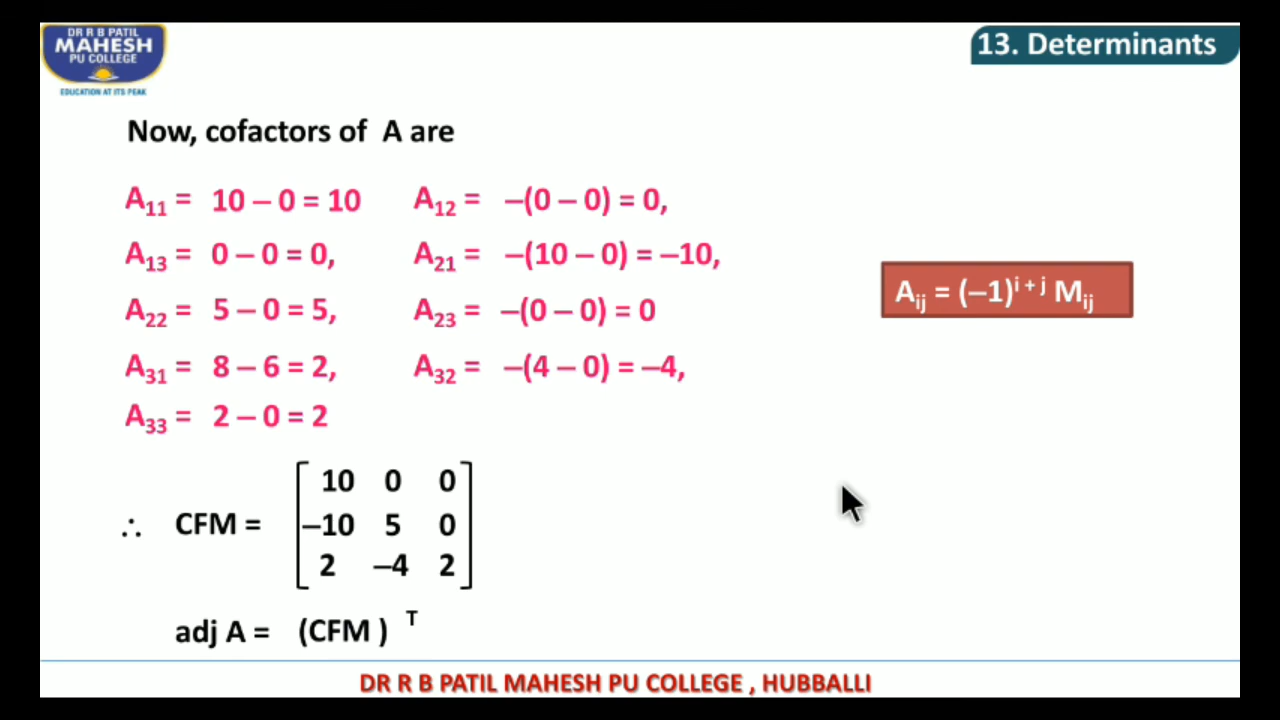 DR R B PATIL
MAHESH
PU COLLEGE
EDUCATION AT ITS PEAK
13. Determinants
Now, cofactors of A are
A₁₁ = 10 – 0 = 10 A₁₂ = –(0 – 0) = 0,
A₁₃ = 0 – 0 = 0, A₂₁ = –(10 – 0) = –10,
A₂₂ = 5 – 0 = 5, A₂₃ = –(0 – 0) = 0
A₃₁ = 8 – 6 = 2, A₃₂ = –(4 – 0) = –4,
A₃₃ = 2 – 0 = 2
Aᵢⱼ = (–1)ⁱ⁺ʲ Mᵢⱼ
10 0 0
∴ CFM = –10 5 0
2 –4 2
adj A = (CFM ) ᵀ
DR R B PATIL MAHESH PU COLLEGE , HUBBALLI